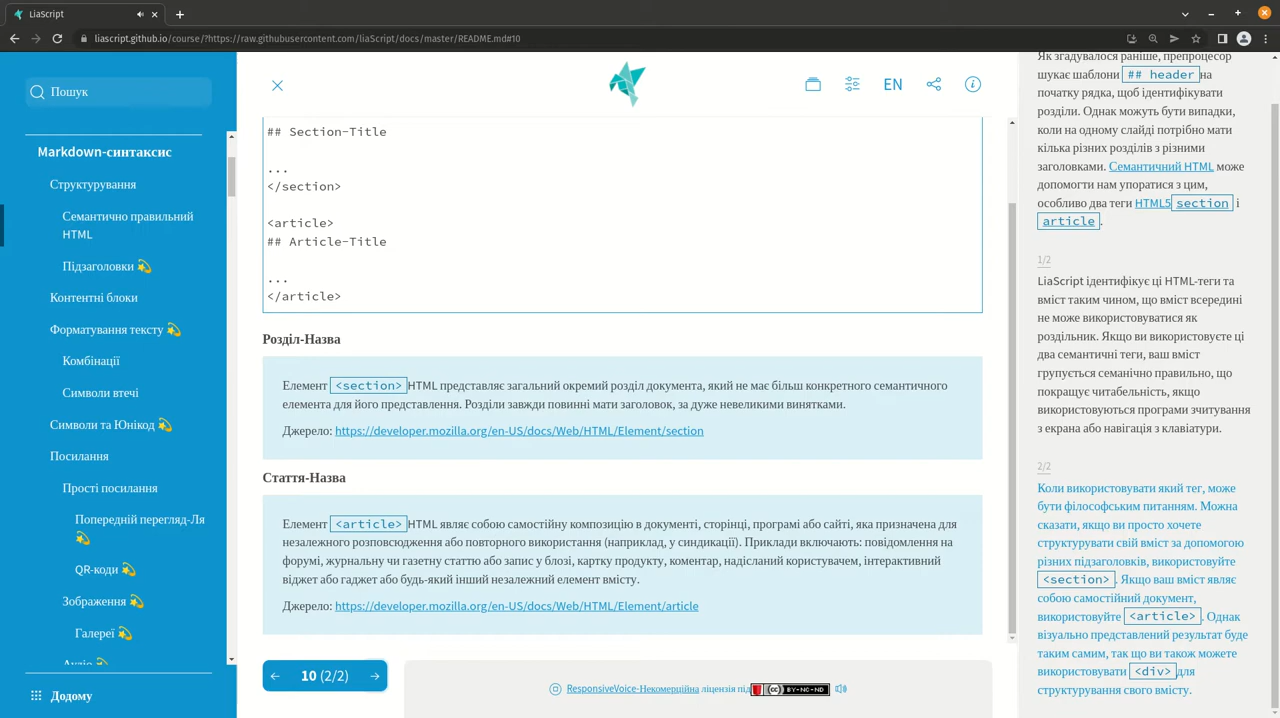 LiaScript
liascript.github.io/course/?https://raw.githubusercontent.com/liaScript/docs/master/README.md#10
Пошук
Markdown-синтаксис
Структурування
Семантично правильний
HTML
Підзаголовки 💫
Контентні блоки
Форматування тексту 💫
Комбінації
Символи втечі
Символи та Юнікод 💫
Посилання
Прості посилання
Попередній перегляд-Ля
💫
QR-коди 💫
Зображення 💫
Галереї 💫
Аудіо 💫
Додому
EN
## Section-Title
...
</section>
<article>
## Article-Title
...
</article>
Розділ-Назва
Елемент <section> HTML представляє загальний окремий розділ документа, який не має більш конкретного семантичного
елемента для його представлення. Розділи завжди повинні мати заголовок, за дуже невеликими винятками.
Джерело: https://developer.mozilla.org/en-US/docs/Web/HTML/Element/section
Стаття-Назва
Елемент <article> HTML являє собою самостійну композицію в документі, сторінці, програмі або сайті, яка призначена для
незалежного розповсюдження або повторного використання (наприклад, у синдикації). Приклади включають: повідомлення на
форумі, журнальну чи газетну статтю або запис у блозі, картку продукту, коментар, надісланий користувачем, інтерактивний
віджет або гаджет або будь-який інший незалежний елемент вмісту.
Джерело: https://developer.mozilla.org/en-US/docs/Web/HTML/Element/article
← 10 (2/2) →
ResponsiveVoice-Некомерційна ліцензія під (cc) BY-NC-ND
Як згадувалося раніше, препроцесор
шукає шаблони ## header на
початку рядка, щоб ідентифікувати
розділи. Однак можуть бути випадки,
коли на одному слайді потрібно мати
кілька різних розділів з різними
заголовками. Семантичний HTML може
допомогти нам упоратися з цим,
особливо два теги HTML5 section і
article.
1/2
LiaScript ідентифікує ці HTML-теги та
вміст таким чином, що вміст всередині
не може використовуватися як
роздільник. Якщо ви використовуєте ці
два семантичні теги, ваш вміст
групується семанічно правильно, що
покращує читабельність, якщо
використовуються програми зчитування
з екрана або навігація з клавіатури.
2/2
Коли використовувати який тег, може
бути філософським питанням. Можна
сказати, якщо ви просто хочете
структурувати свій вміст за допомогою
різних підзаголовків, використовуйте
<section>. Якщо ваш вміст являє
собою самостійний документ,
використовуйте <article>. Однак
візуально представлений результат буде
таким самим, так що ви також можете
використовувати <div> для
структурування свого вмісту.